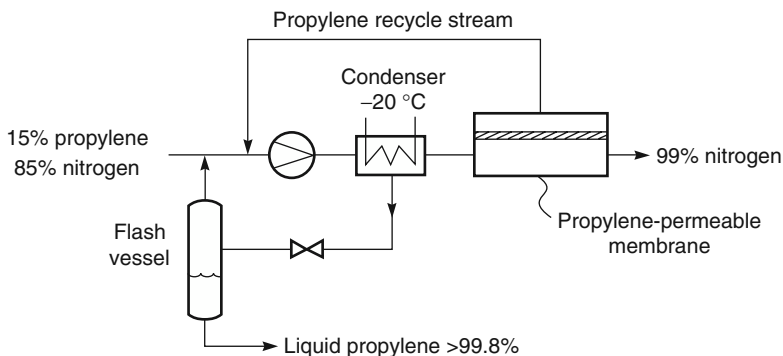 Propylene recycle stream
Condenser
−20 °C
15% propylene
85% nitrogen
99% nitrogen
Propylene-permeable
membrane
Flash
vessel
Liquid propylene >99.8%